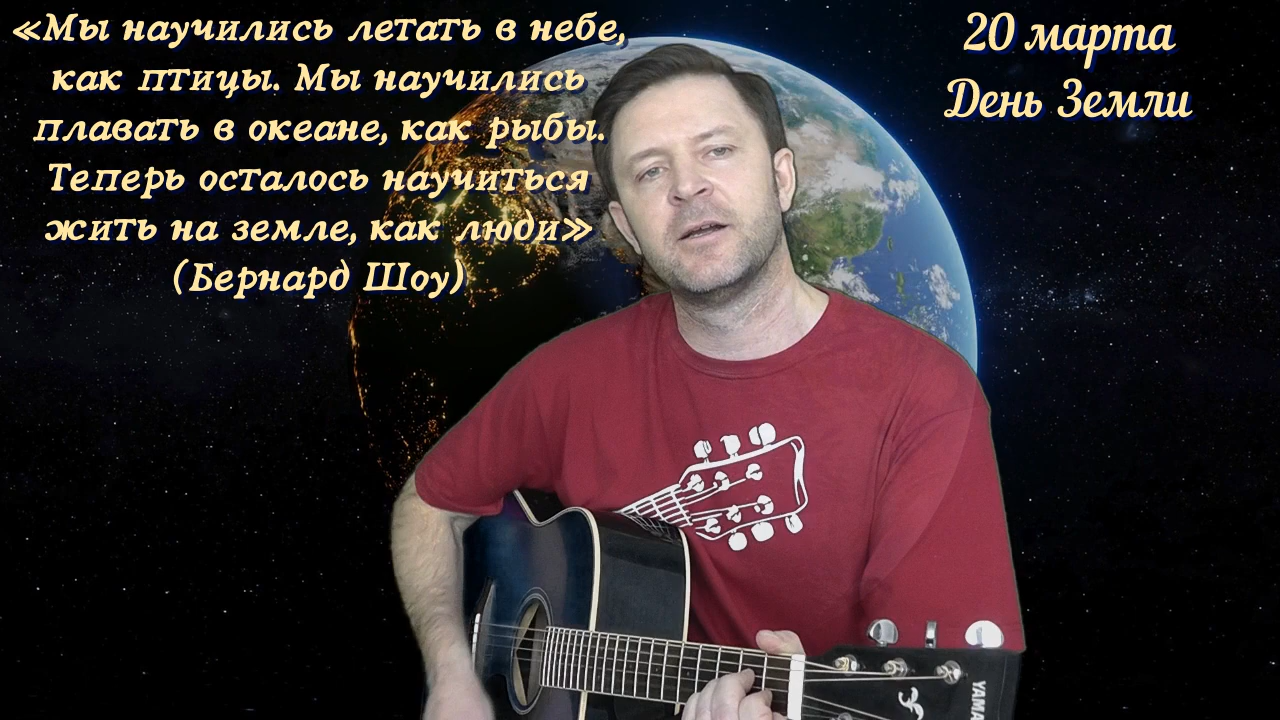 «Мы научились летать в небе,
как птицы. Мы научились
плавать в океане, как рыбы.
Теперь осталось научиться
жить на земле, как люди»
(Бернард Шоу)
20 марта
День Земли
YAMA